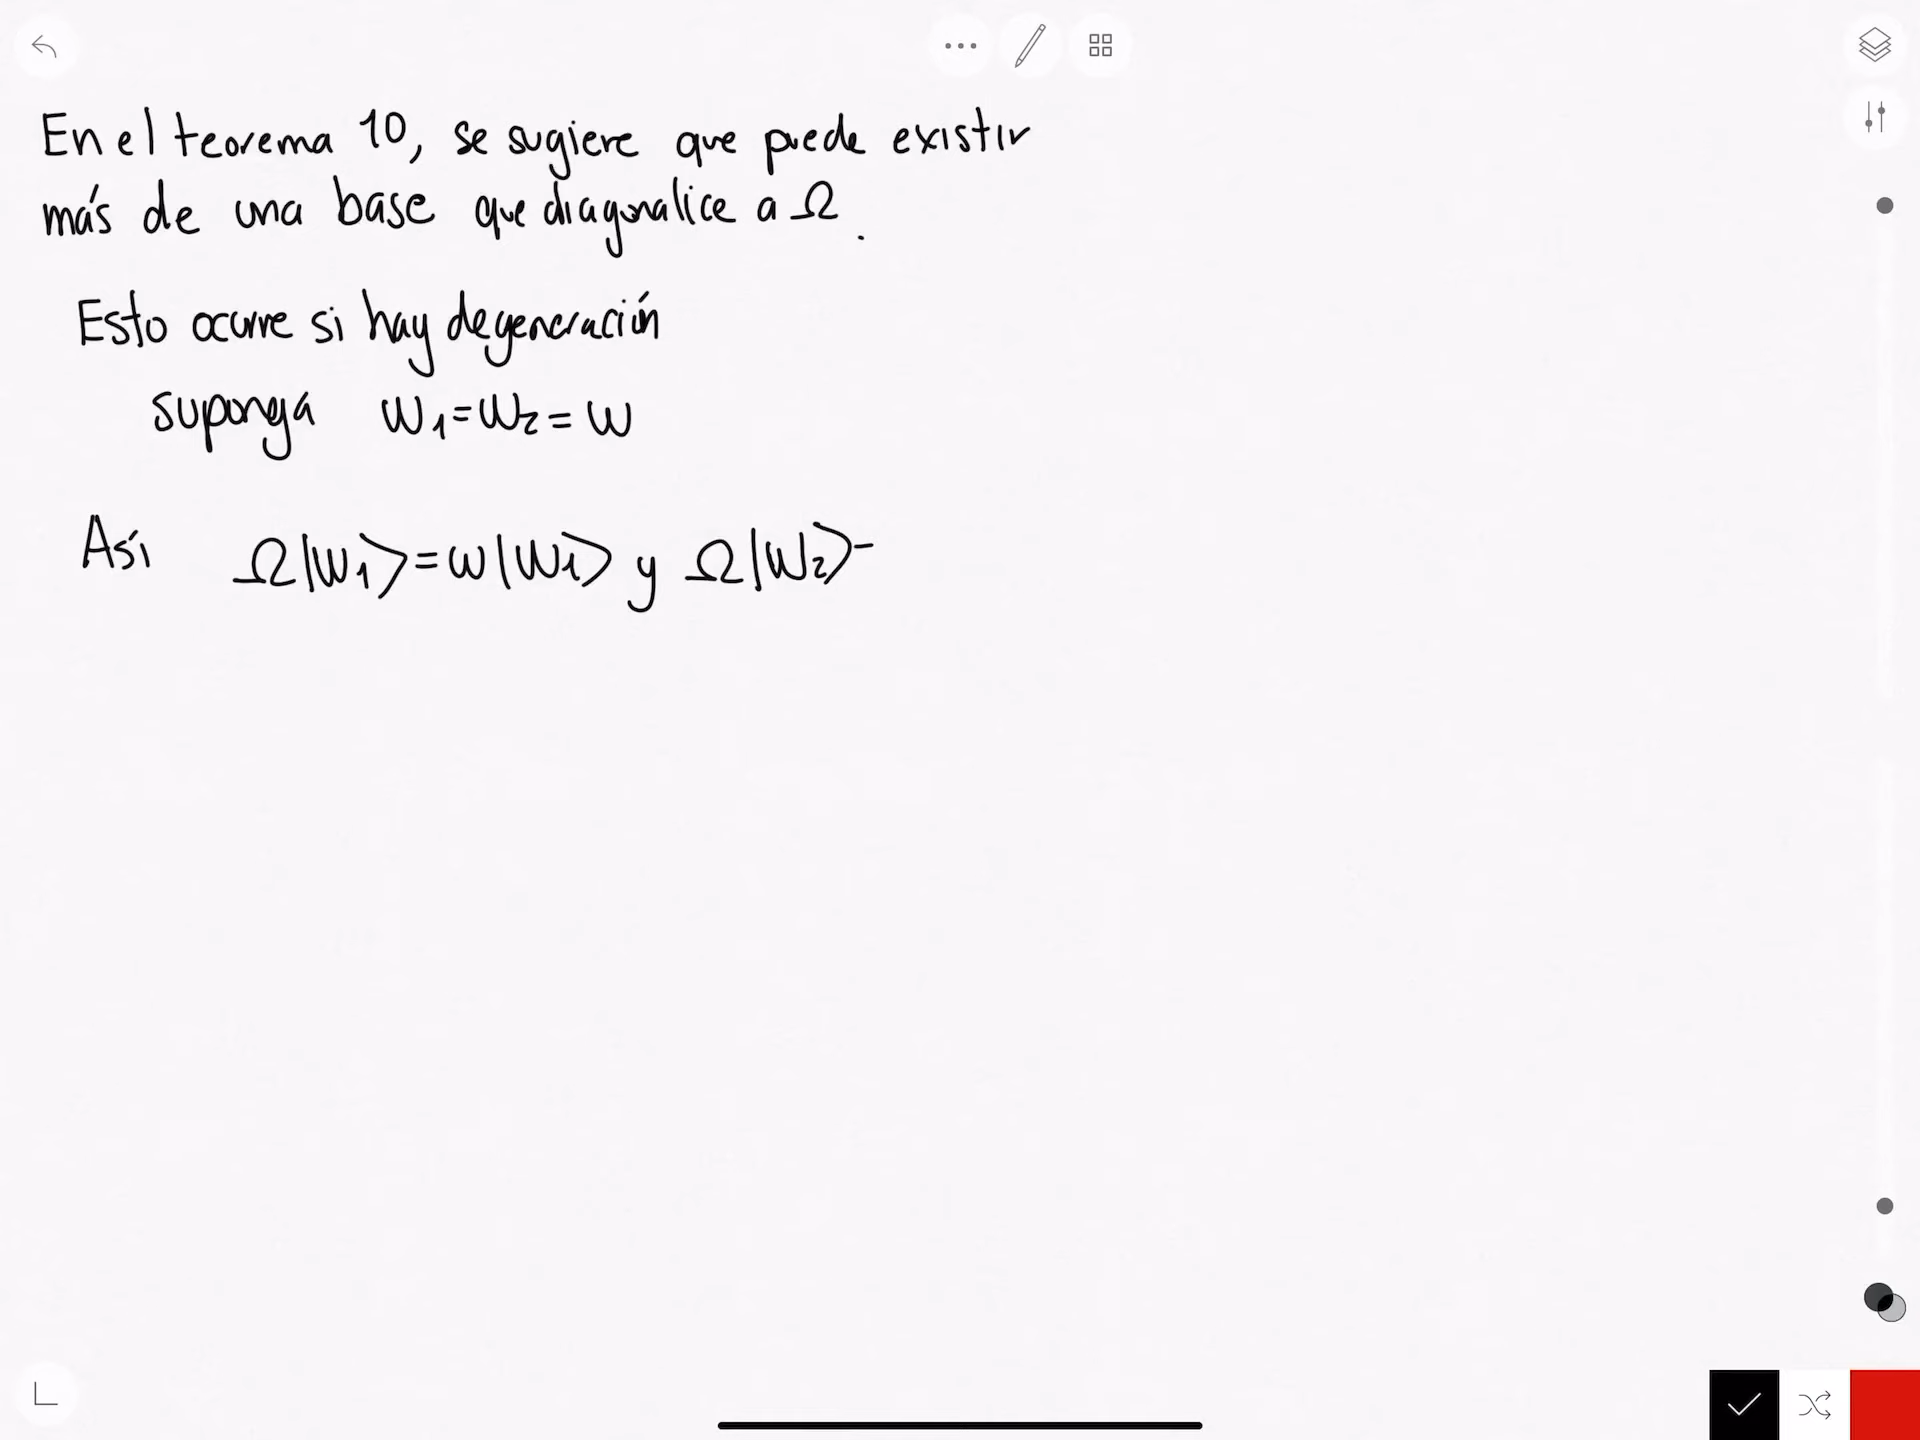 En el teorema 10, se sugiere que puede existir
más de una base que diagonalice a Ω.
Esto ocurre si hay degeneración
suponga ω₁=ω₂=ω
Así Ω|ω₁⟩=ω|ω₁⟩ y Ω|ω₂⟩-